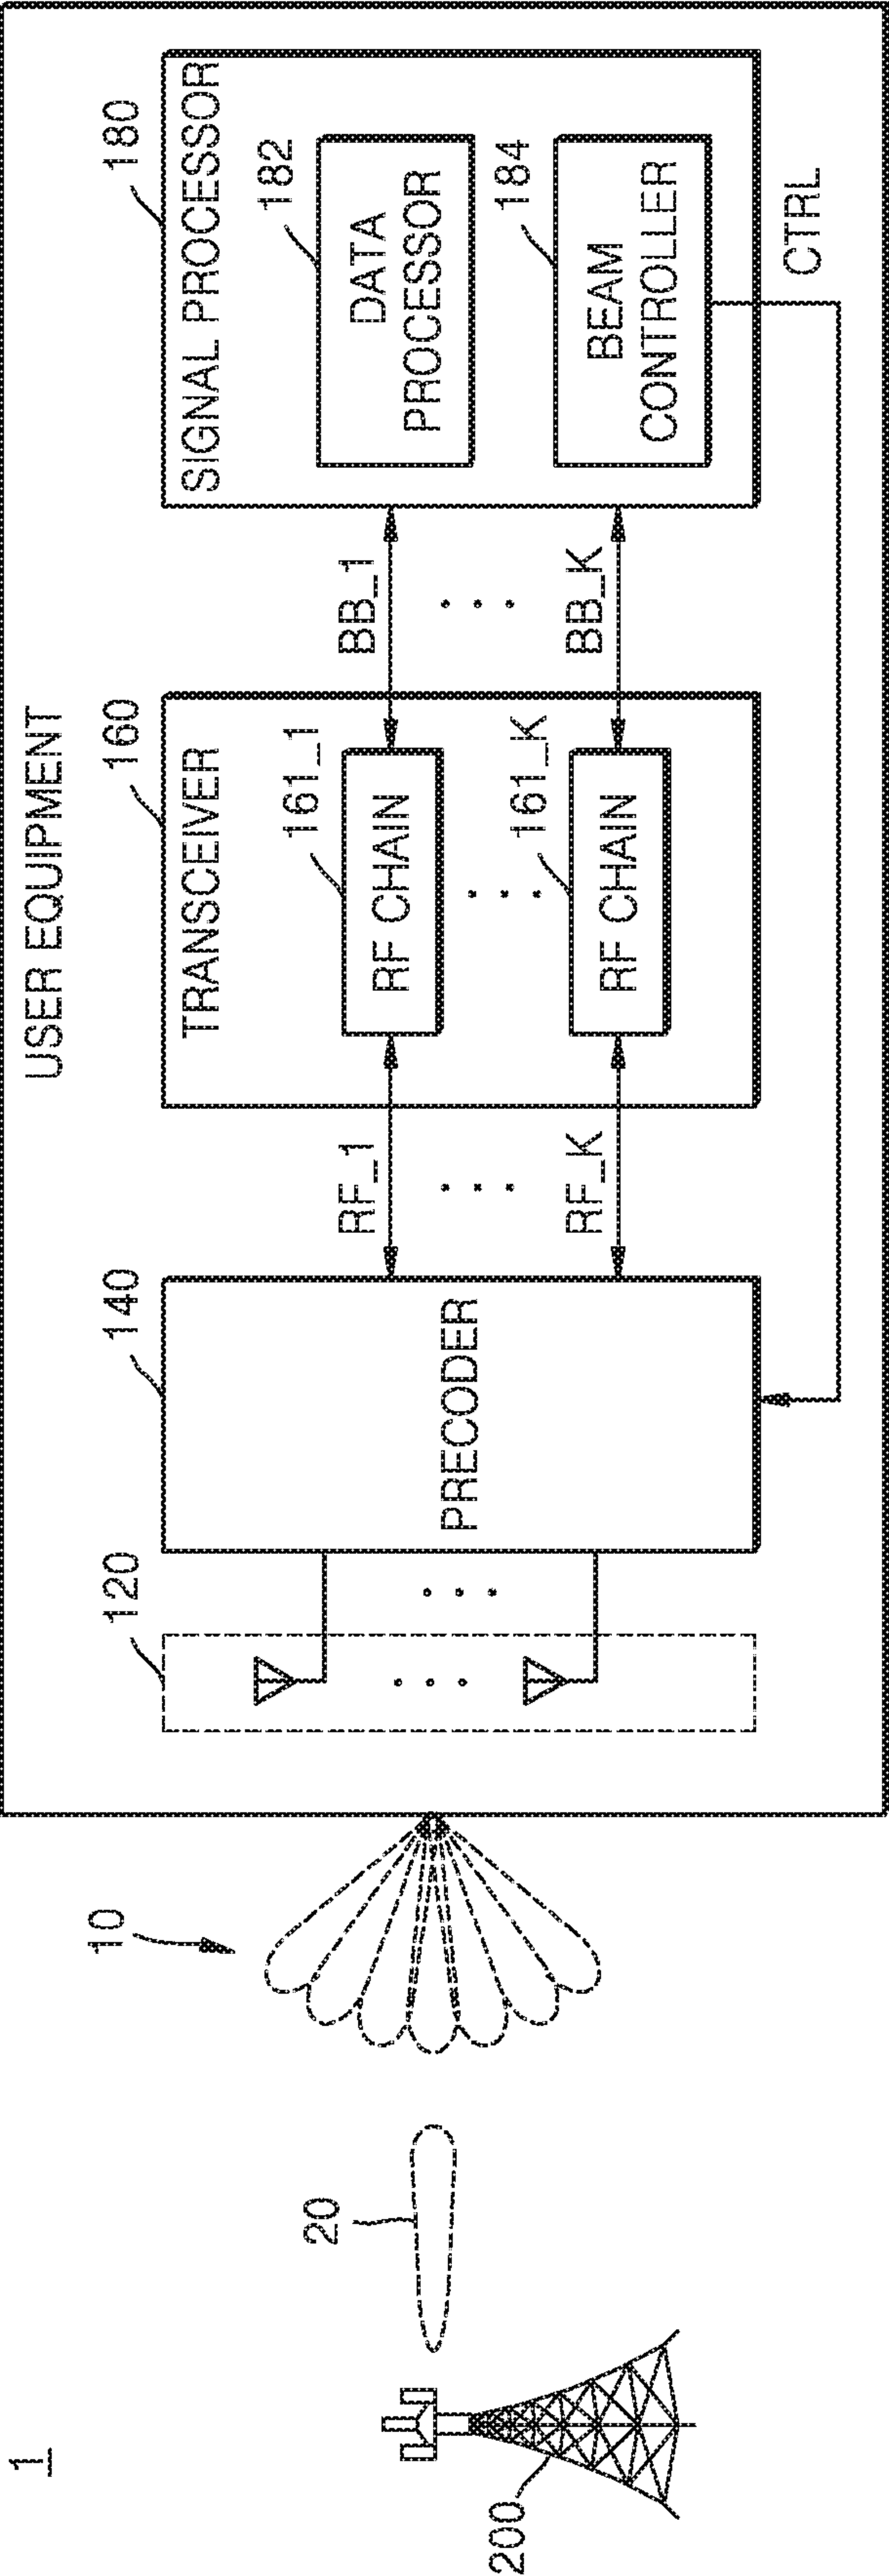 1
USER EQUIPMENT
10
120
140
160
180
TRANSCEIVER
SIGNAL PROCESSOR
20
200
PRECODER
RF_1
161_1
RF CHAIN
BB_1
182
DATA
PROCESSOR
RF_K
161_K
RF CHAIN
BB_K
184
BEAM
CONTROLLER
CTRL